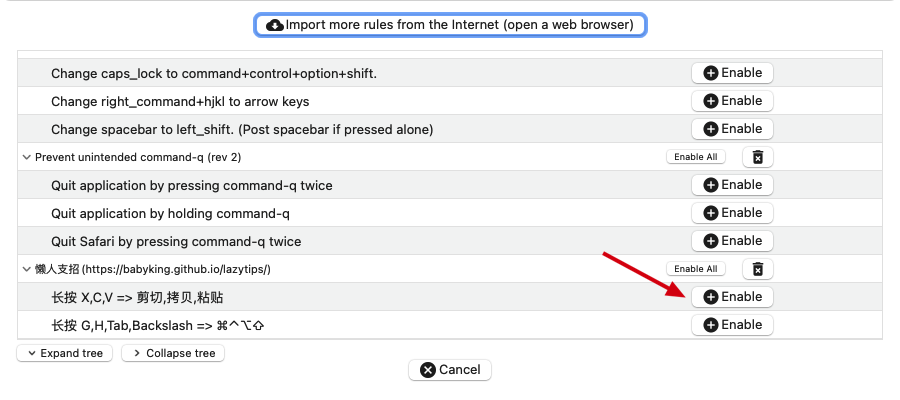 Import more rules from the Internet (open a web browser)
Change caps_lock to command+control+option+shift.
Enable
Change right_command+hjkl to arrow keys
Enable
Change spacebar to left_shift. (Post spacebar if pressed alone)
Enable
Prevent unintended command-q (rev 2)
Enable All
Quit application by pressing command-q twice
Enable
Quit application by holding command-q
Enable
Quit Safari by pressing command-q twice
Enable
懒人支招 (https://babyking.github.io/lazytips/)
Enable All
长按 X,C,V => 剪切,拷贝,粘贴
Enable
长按 G,H,Tab,Backslash => ⌘^⌥⇧
Enable
Expand tree
Collapse tree
Cancel